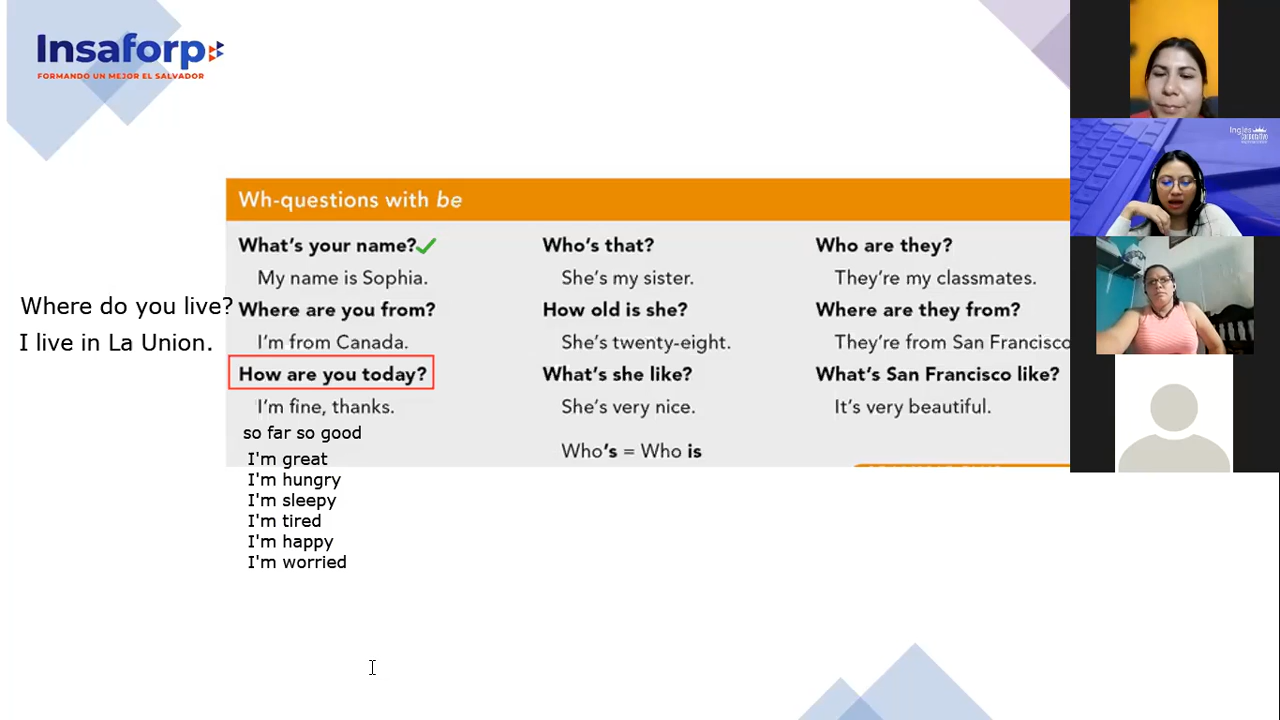 Insaforp
FORMANDO UN MEJOR EL SALVADOR
Wh-questions with be
What's your name?
My name is Sophia.
Where are you from?
I'm from Canada.
How are you today?
I'm fine, thanks.
so far so good
I'm great
I'm hungry
I'm sleepy
I'm tired
I'm happy
I'm worried
Where do you live?
I live in La Union.
Who's that?
She's my sister.
How old is she?
She's twenty-eight.
What's she like?
She's very nice.
Who's = Who is
Who are they?
They're my classmates.
Where are they from?
They're from San Francisco
What's San Francisco like?
It's very beautiful.
Ingles